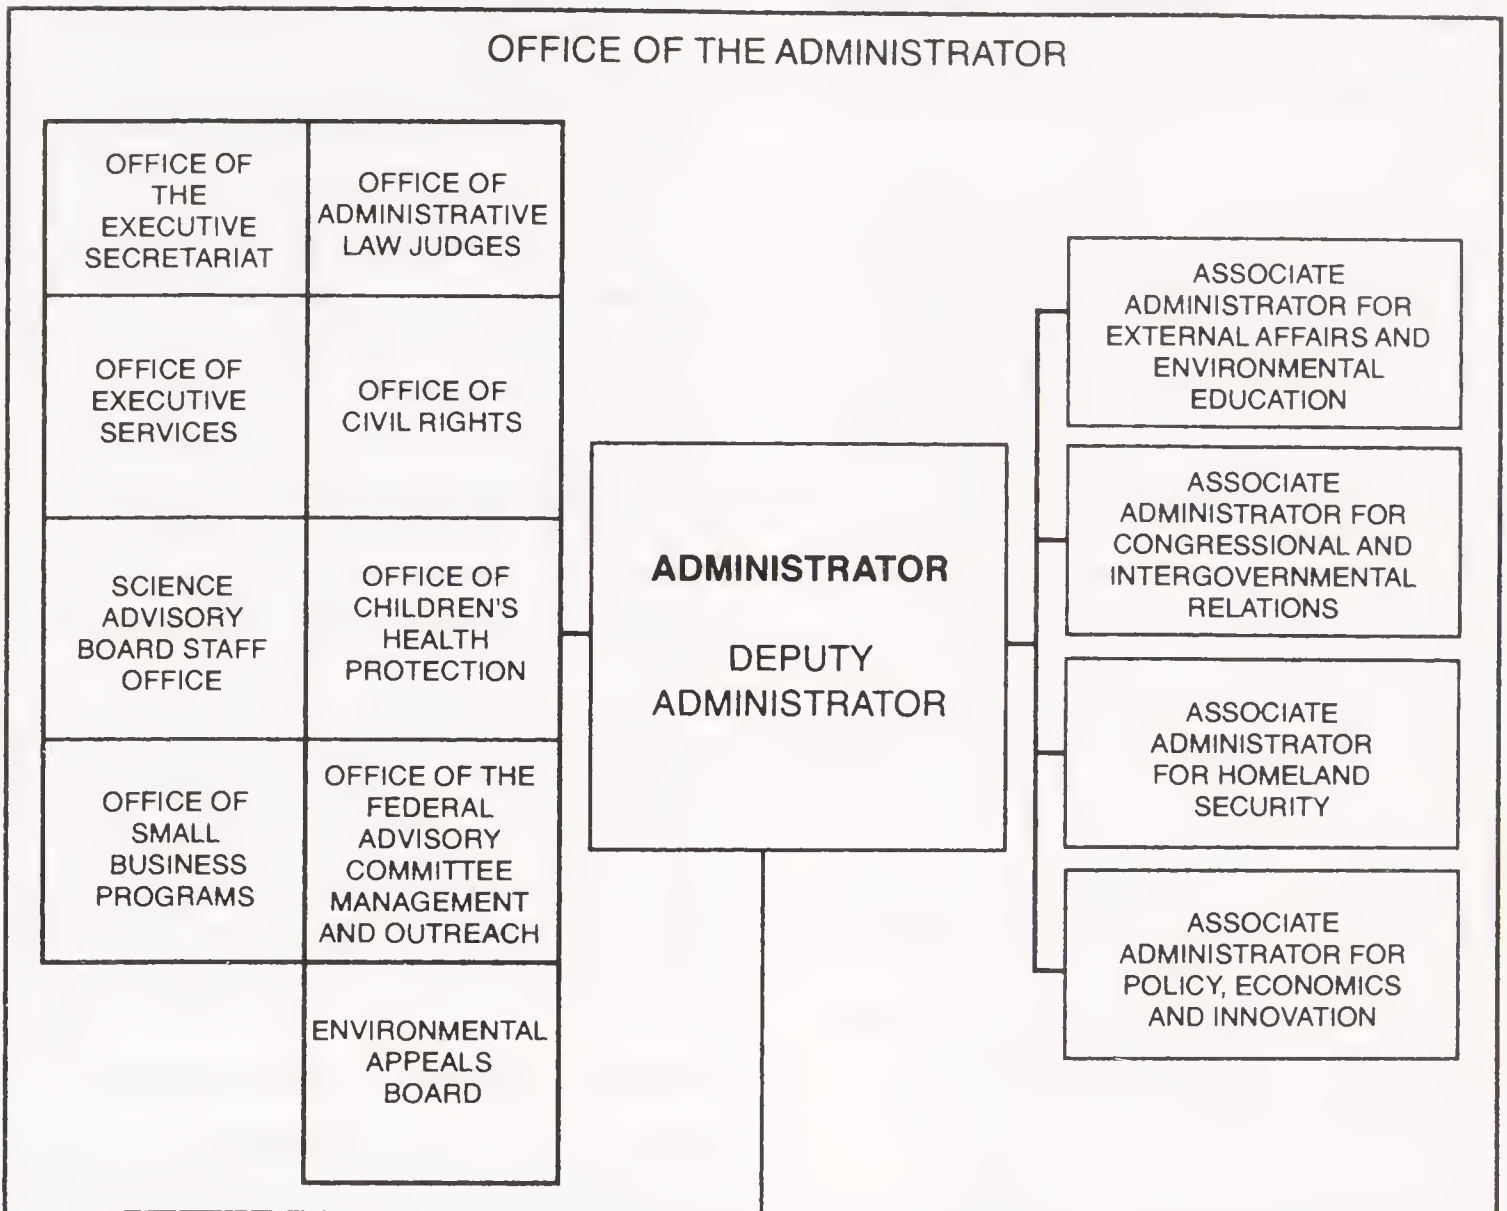 OFFICE OF THE ADMINISTRATOR
OFFICE OF
THE
EXECUTIVE
SECRETARIAT
OFFICE OF
ADMINISTRATIVE
LAW JUDGES
OFFICE OF
EXECUTIVE
SERVICES
OFFICE OF
CIVIL RIGHTS
SCIENCE
ADVISORY
BOARD STAFF
OFFICE
OFFICE OF
CHILDREN'S
HEALTH
PROTECTION
OFFICE OF
SMALL
BUSINESS
PROGRAMS
OFFICE OF THE
FEDERAL
ADVISORY
COMMITTEE
MANAGEMENT
AND OUTREACH
ENVIRONMENTAL
APPEALS
BOARD
ADMINISTRATOR
DEPUTY
ADMINISTRATOR
ASSOCIATE
ADMINISTRATOR FOR
EXTERNAL AFFAIRS AND
ENVIRONMENTAL
EDUCATION
ASSOCIATE
ADMINISTRATOR FOR
CONGRESSIONAL AND
INTERGOVERNMENTAL
RELATIONS
ASSOCIATE
ADMINISTRATOR
FOR HOMELAND
SECURITY
ASSOCIATE
ADMINISTRATOR FOR
POLICY, ECONOMICS
AND INNOVATION